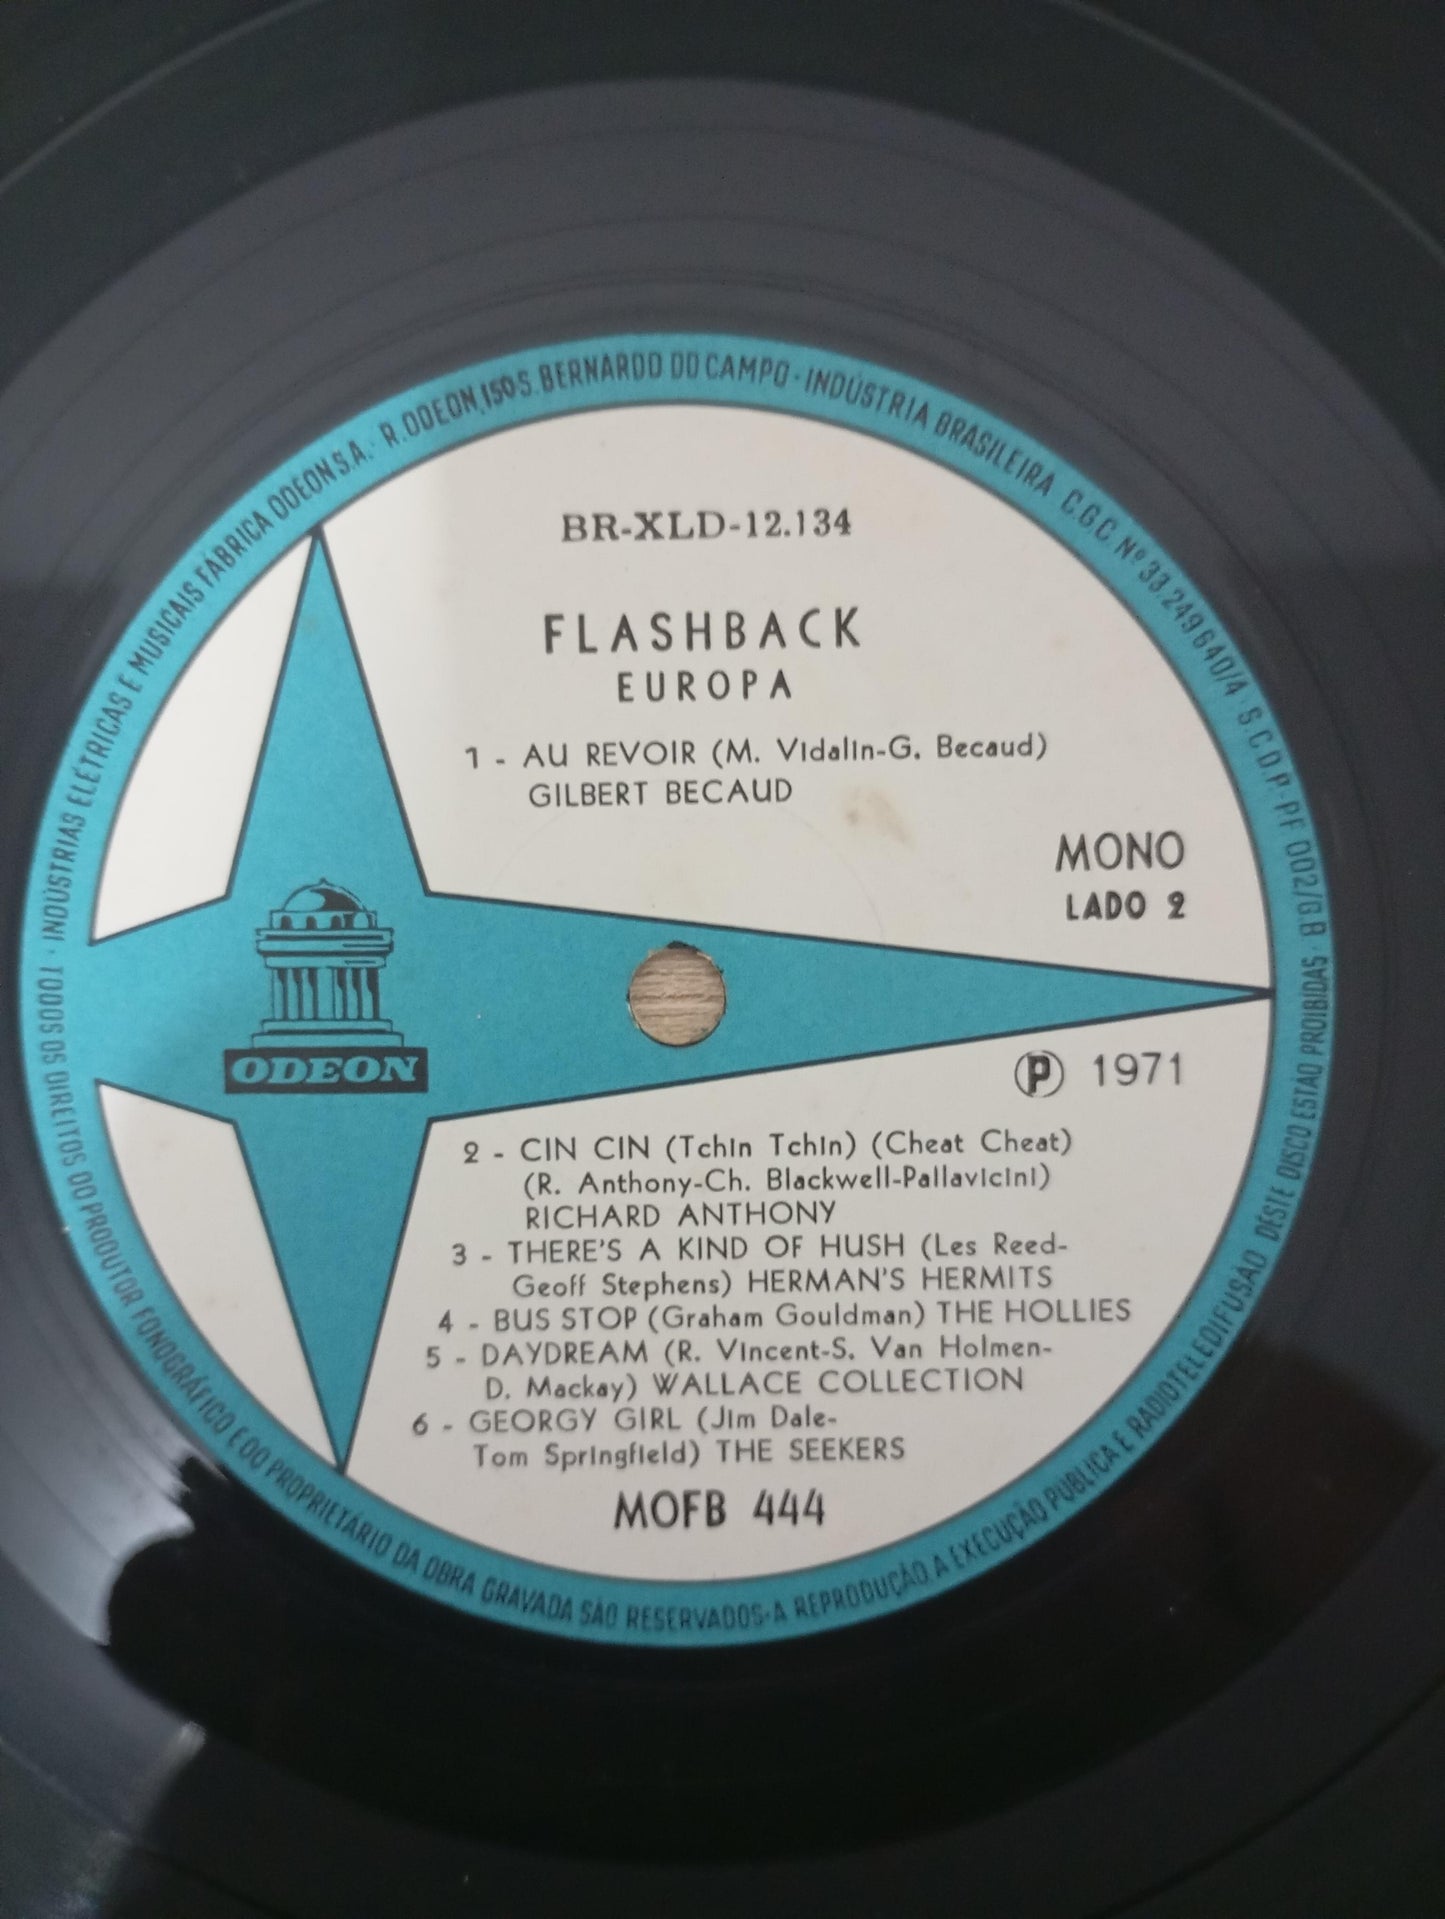 INDÚSTRIAS ELÉTRICAS E MUSICAIS FÁBRICA ODEON S.A. · R. ODEON, 150 S. BERNARDO DO CAMPO · INDÚSTRIA BRASILEIRA C.G.C. Nº 33.249.640/4 · S.C.D.P.-PF 002/G.B ·
BR-XLD-12.134
FLASHBACK
EUROPA
1 - AU REVOIR (M. Vidalin-G. Becaud)
GILBERT BECAUD
MONO
LADO 2
ODEON
Ⓟ 1971
2 - CIN CIN (Tchin Tchin) (Cheat Cheat)
(R. Anthony-Ch. Blackwell-Pallavicini)
RICHARD ANTHONY
3 - THERE'S A KIND OF HUSH (Les Reed-
Geoff Stephens) HERMAN'S HERMITS
4 - BUS STOP (Graham Gouldman) THE HOLLIES
5 - DAYDREAM (R. Vincent-S. Van Holmen-
D. Mackay) WALLACE COLLECTION
6 - GEORGY GIRL (Jim Dale-
Tom Springfield) THE SEEKERS
MOFB 444
TODOS OS DIREITOS DO PRODUTOR FONOGRÁFICO E DO PROPRIETÁRIO DA OBRA GRAVADA SÃO RESERVADOS · A REPRODUÇÃO, A EXECUÇÃO PÚBLICA E RADIOTELEDIFUSÃO DÊSTE DISCO ESTÃO PROIBIDAS ·